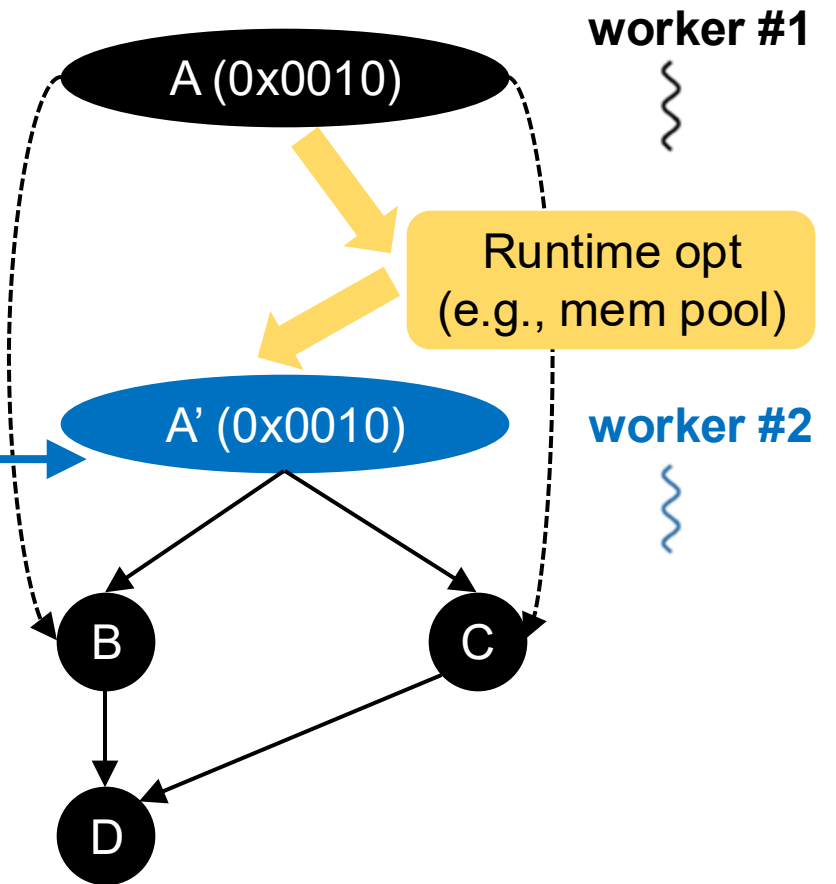 worker #1
A (0x0010)
Runtime opt
(e.g., mem pool)
A’ (0x0010)
worker #2
B
C
D